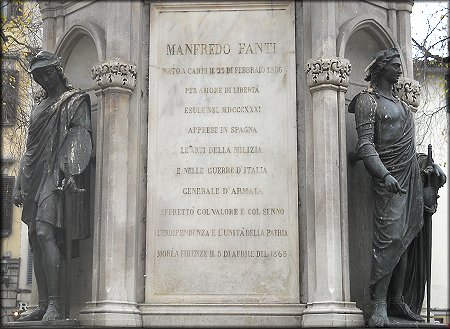 MANFREDO FANTI
NATO A CARPI IL 23 DI FEBBRAIO 1806
PER AMORE DI LIBERTÀ
ESULE NEL MDCCCXXXI
APPRESE IN SPAGNA
LE ARTI DELLA MILIZIA
E NELLE GUERRE D'ITALIA
GENERALE D'ARMATA
AFFRETTÒ COL VALORE E COL SENNO
L'INDIPENDENZA E L'UNITÀ DELLA PATRIA
MORÌ A FIRENZE IL 5 DI APRILE DEL 1865